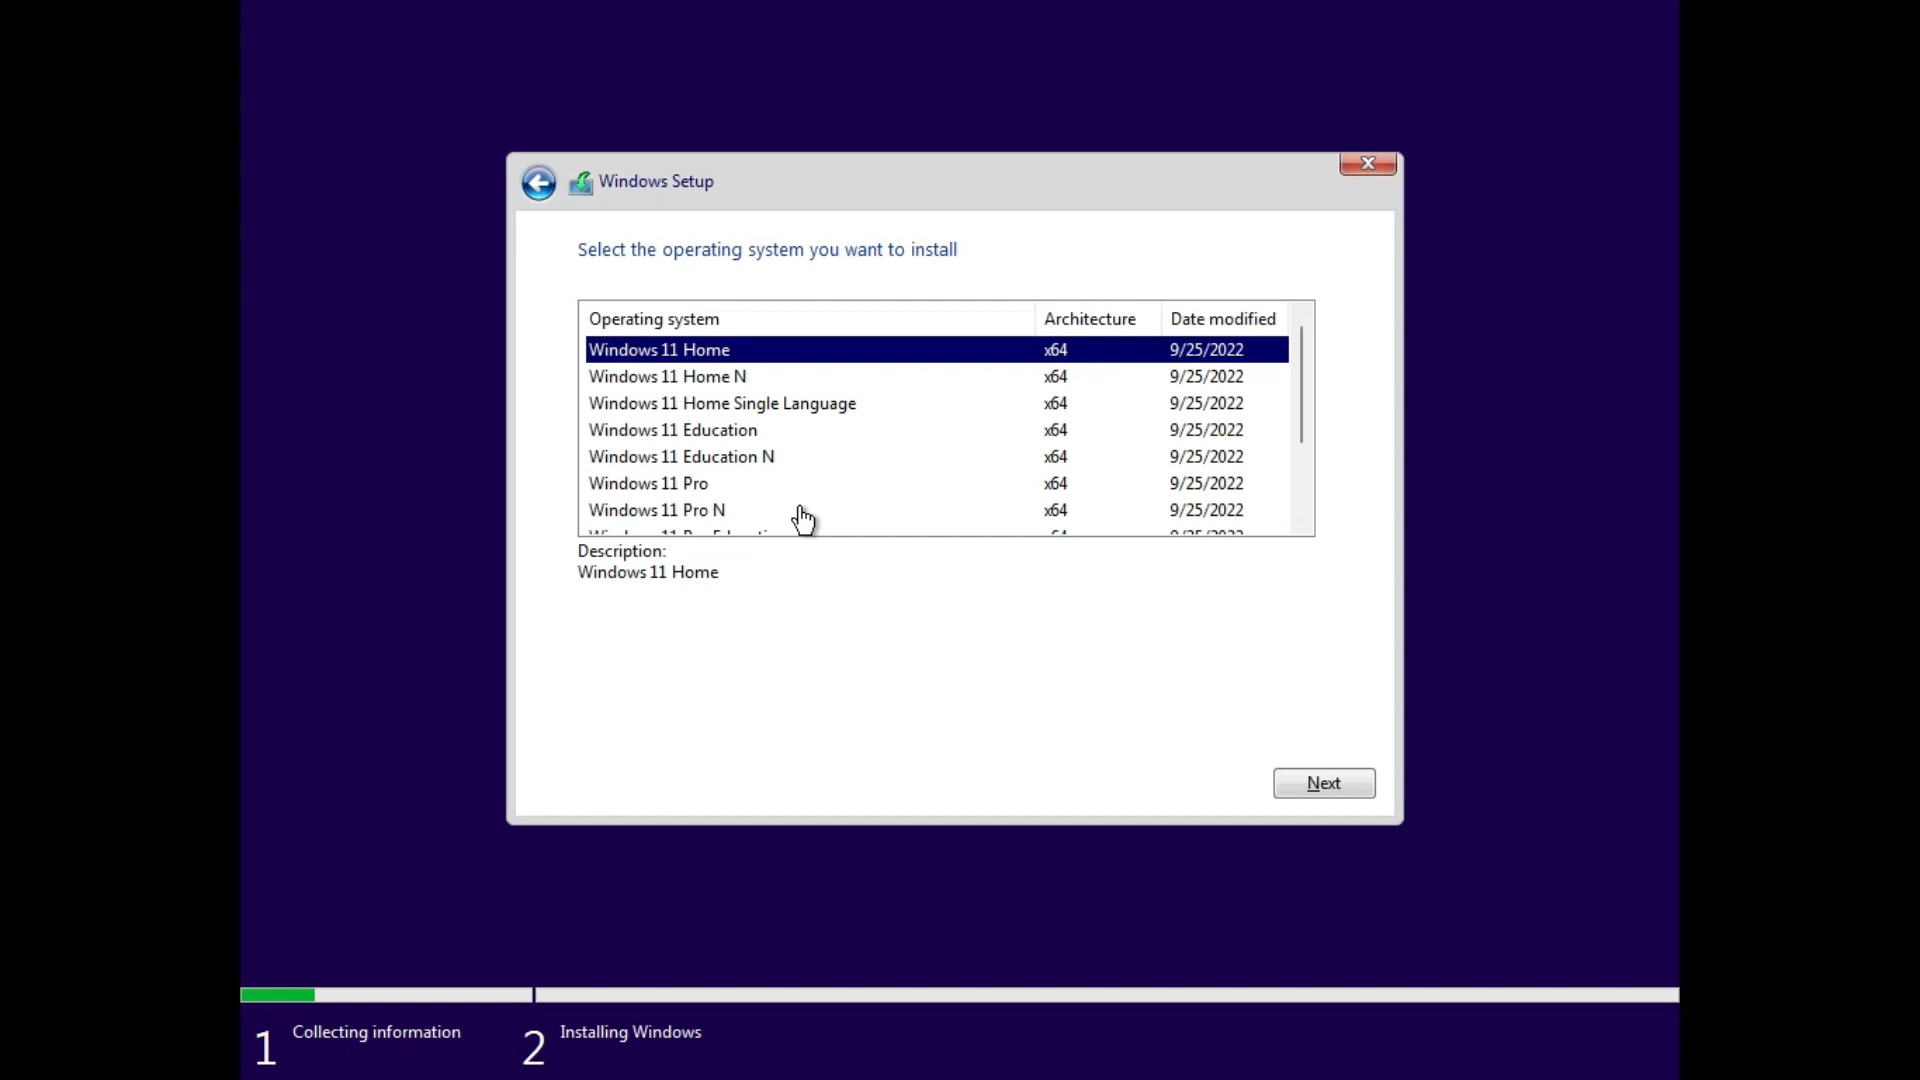 Windows Setup
Select the operating system you want to install
Operating system Architecture Date modified
Windows 11 Home x64 9/25/2022
Windows 11 Home N x64 9/25/2022
Windows 11 Home Single Language x64 9/25/2022
Windows 11 Education x64 9/25/2022
Windows 11 Education N x64 9/25/2022
Windows 11 Pro x64 9/25/2022
Windows 11 Pro N x64 9/25/2022
Description:
Windows 11 Home
Next
1 Collecting information 2 Installing Windows